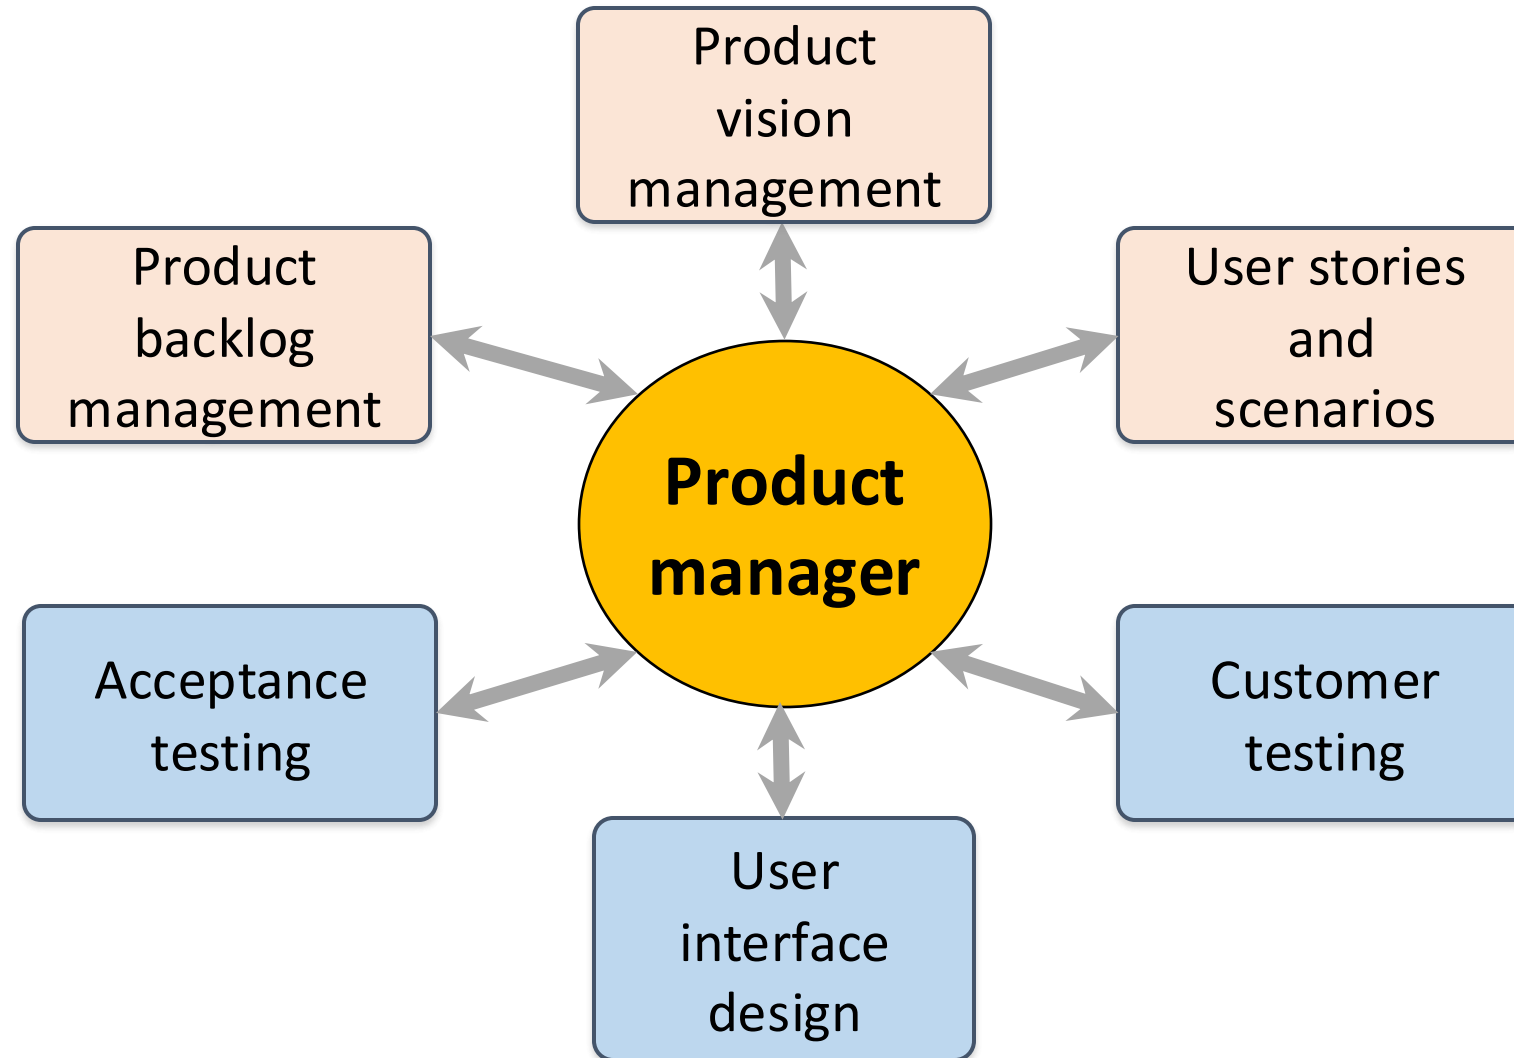 Product
vision
management
Product
backlog
management
User stories
and
scenarios
Product
manager
Acceptance
testing
Customer
testing
User
interface
design